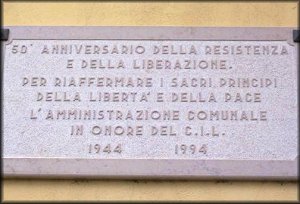 50° ANNIVERSARIO DELLA RESISTENZA
E DELLA LIBERAZIONE.
PER RIAFFERMARE I SACRI PRINCIPI
DELLA LIBERTA' E DELLA PACE
L'AMMINISTRAZIONE COMUNALE
IN ONORE DEL C.I.L.
1944 1994